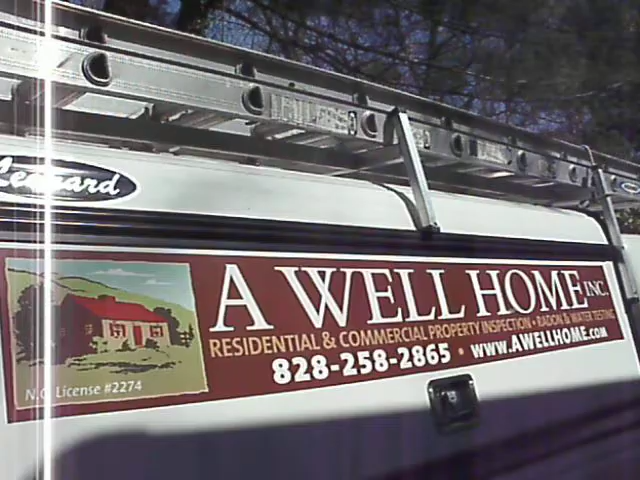 Leonard
A WELL HOME INC.
RESIDENTIAL & COMMERCIAL PROPERTY INSPECTION • RADON & WATER TESTING
828-258-2865 • WWW.AWELLHOME.COM
N.C. License #2274